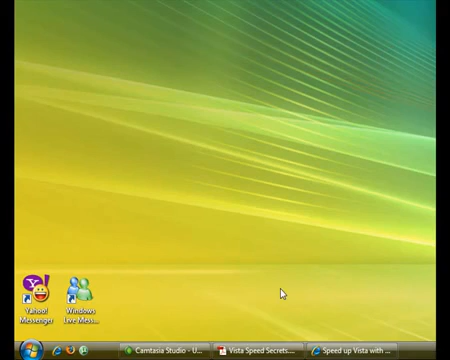 Yahoo!
Messenger
Windows
Live Mess...
Camtasia Studio - U...
Vista Speed Secrets....
Speed up Vista with ...